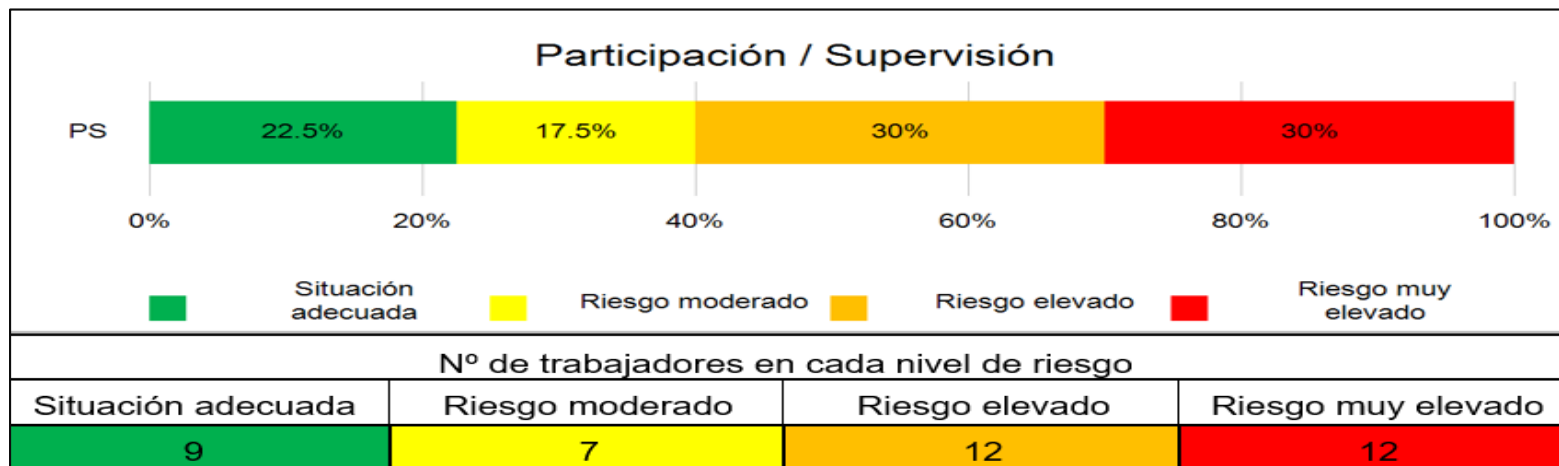 Participación / Supervisión
PS
22.5%
17.5%
30%
30%
0%
20%
40%
60%
80%
100%
Situación
adecuada
Riesgo moderado
Riesgo elevado
Riesgo muy
elevado
Nº de trabajadores en cada nivel de riesgo
Situación adecuada
Riesgo moderado
Riesgo elevado
Riesgo muy elevado
9
7
12
12